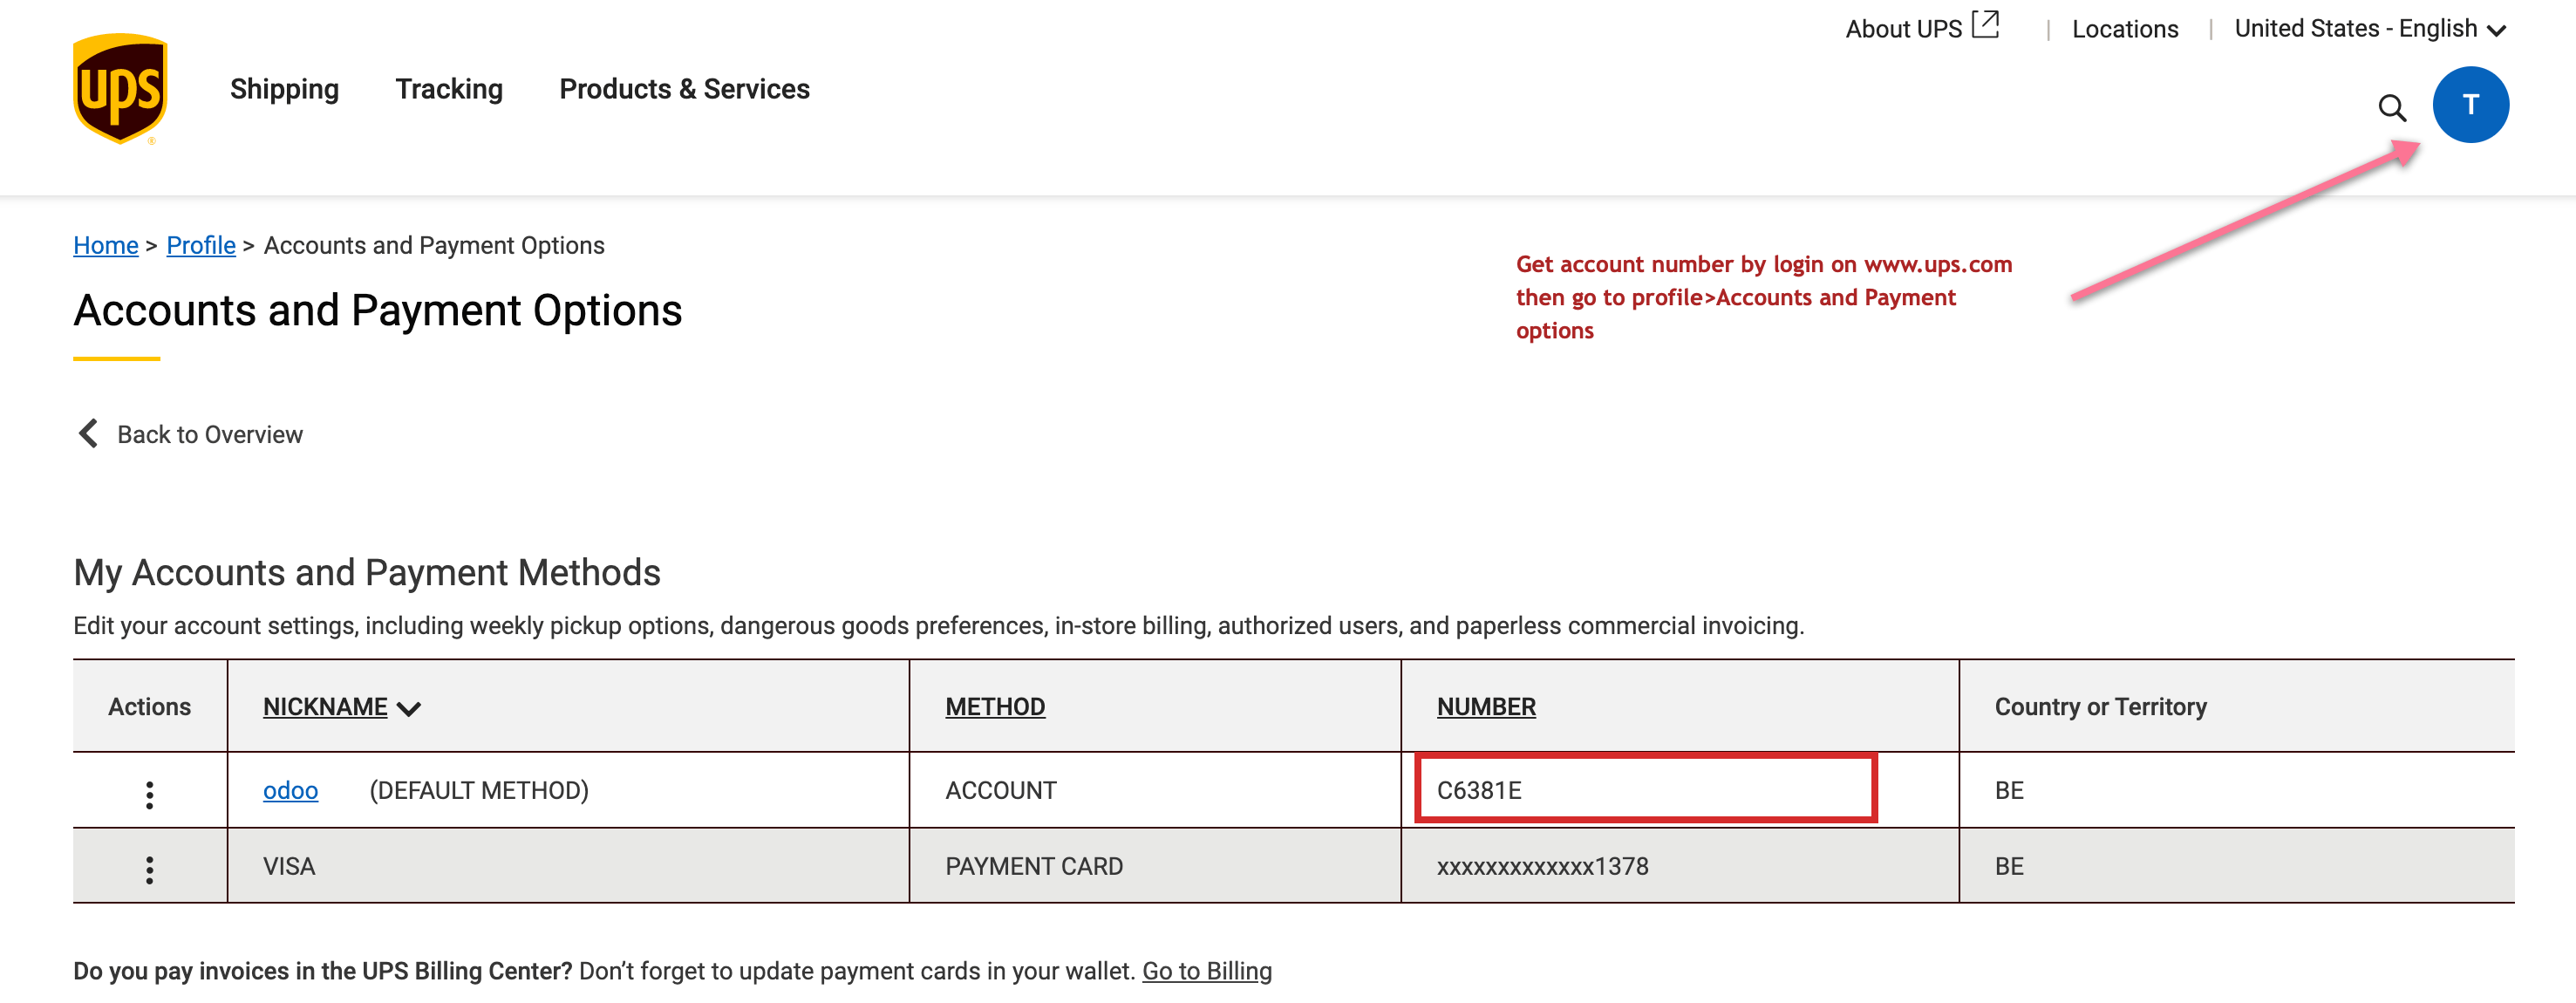 About UPS | Locations | United States - English
ups
Shipping Tracking Products & Services
T
Home > Profile > Accounts and Payment Options
Get account number by login on www.ups.com
then go to profile>Accounts and Payment
options
Accounts and Payment Options
Back to Overview
My Accounts and Payment Methods
Edit your account settings, including weekly pickup options, dangerous goods preferences, in-store billing, authorized users, and paperless commercial invoicing.
Actions NICKNAME METHOD NUMBER Country or Territory
odoo (DEFAULT METHOD) ACCOUNT C6381E BE
VISA PAYMENT CARD xxxxxxxxxxxxx1378 BE
Do you pay invoices in the UPS Billing Center? Don’t forget to update payment cards in your wallet. Go to Billing